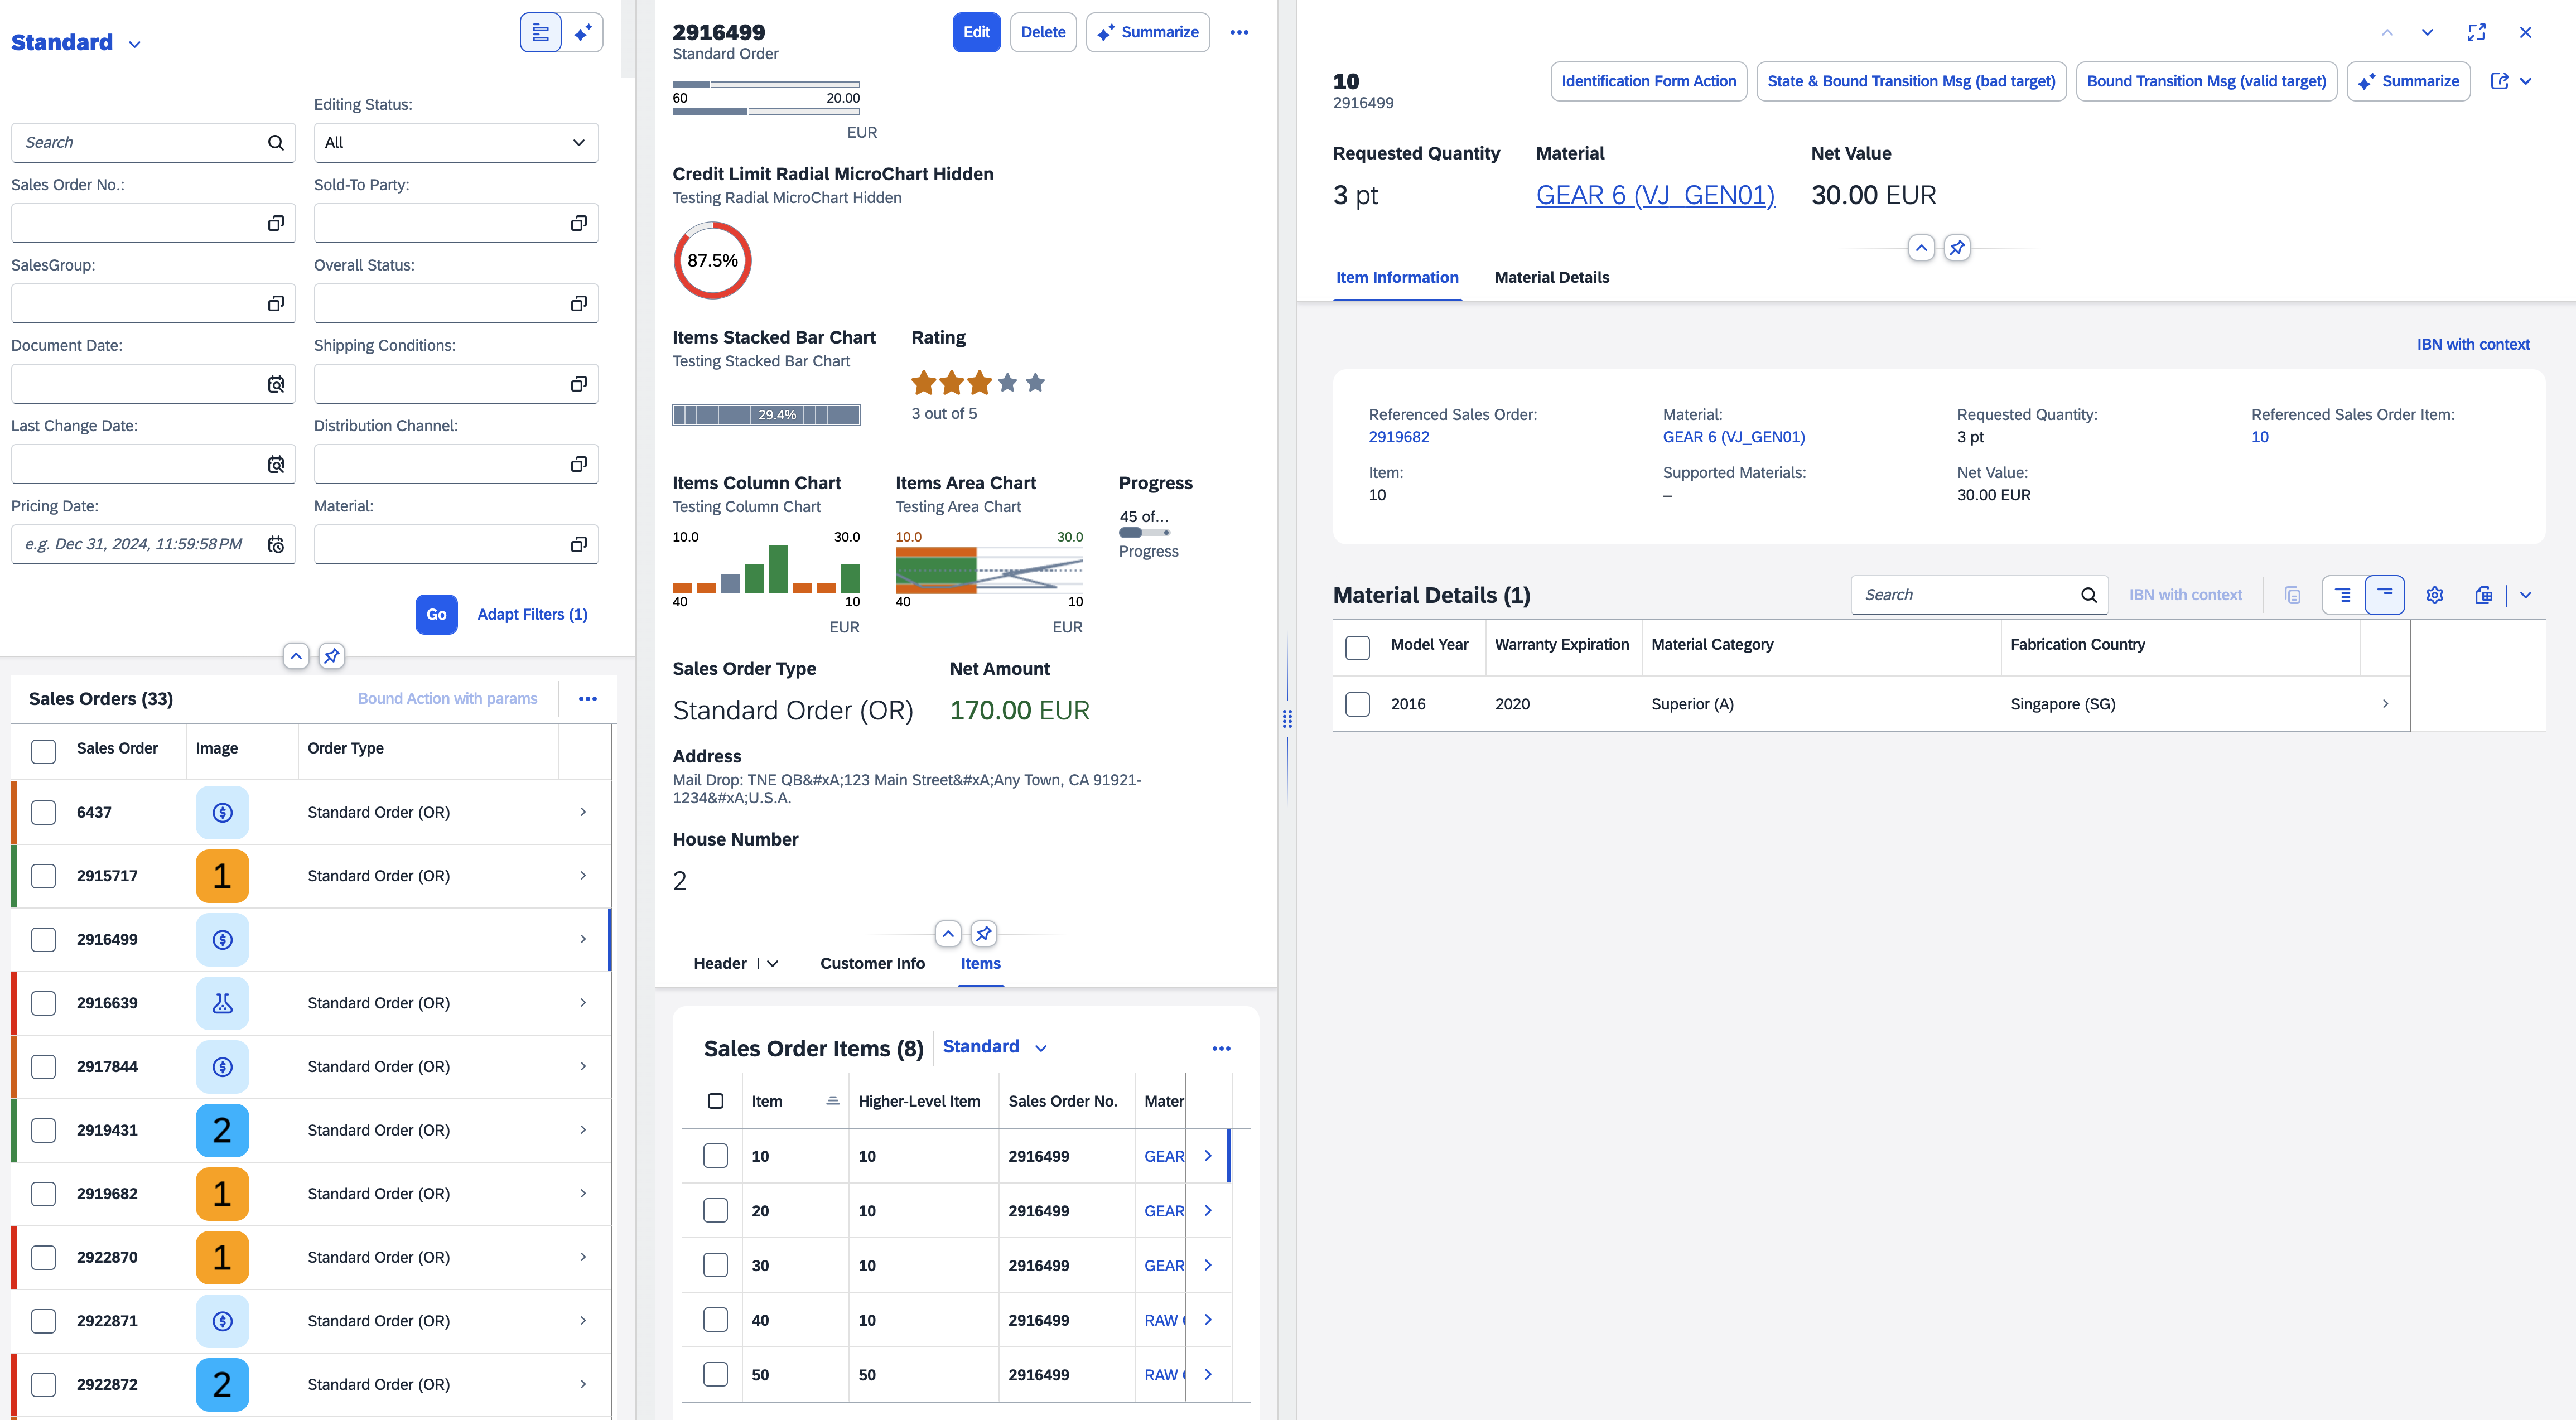 Standard
Editing Status:
Search
All
Sales Order No.:
Sold-To Party:
SalesGroup:
Overall Status:
Document Date:
Shipping Conditions:
Last Change Date:
Distribution Channel:
Pricing Date:
Material:
e.g. Dec 31, 2024, 11:59:58 PM
Go
Adapt Filters (1)
Sales Orders (33)
Bound Action with params
Sales Order Image Order Type
6437 Standard Order (OR)
2915717 1 Standard Order (OR)
2916499
2916639 Standard Order (OR)
2917844 Standard Order (OR)
2919431 2 Standard Order (OR)
2919682 1 Standard Order (OR)
2922870 1 Standard Order (OR)
2922871 Standard Order (OR)
2922872 2 Standard Order (OR)
2916499
Standard Order
Edit
Delete
Summarize
60 20.00
EUR
Credit Limit Radial MicroChart Hidden
Testing Radial MicroChart Hidden
87.5%
Items Stacked Bar Chart
Testing Stacked Bar Chart
29.4%
Rating
3 out of 5
Items Column Chart
Testing Column Chart
10.0 30.0
40 10
EUR
Items Area Chart
Testing Area Chart
10.0 30.0
40 10
EUR
Progress
45 of...
Progress
Sales Order Type
Standard Order (OR)
Net Amount
170.00 EUR
Address
Mail Drop: TNE QB&#xA;123 Main Street&#xA;Any Town, CA 91921-
1234&#xA;U.S.A.
House Number
2
Header
Customer Info
Items
Sales Order Items (8)
Standard
Item Higher-Level Item Sales Order No. Mater
10 10 2916499 GEAR
20 10 2916499 GEAR
30 10 2916499 GEAR
40 10 2916499 RAW
50 50 2916499 RAW
10
2916499
Identification Form Action
State & Bound Transition Msg (bad target)
Bound Transition Msg (valid target)
Summarize
Requested Quantity
3 pt
Material
GEAR 6 (VJ_GEN01)
Net Value
30.00 EUR
Item Information
Material Details
IBN with context
Referenced Sales Order:
2919682
Material:
GEAR 6 (VJ_GEN01)
Requested Quantity:
3 pt
Referenced Sales Order Item:
10
Item:
10
Supported Materials:
–
Net Value:
30.00 EUR
Material Details (1)
Search
IBN with context
Model Year Warranty Expiration Material Category Fabrication Country
2016 2020 Superior (A) Singapore (SG)